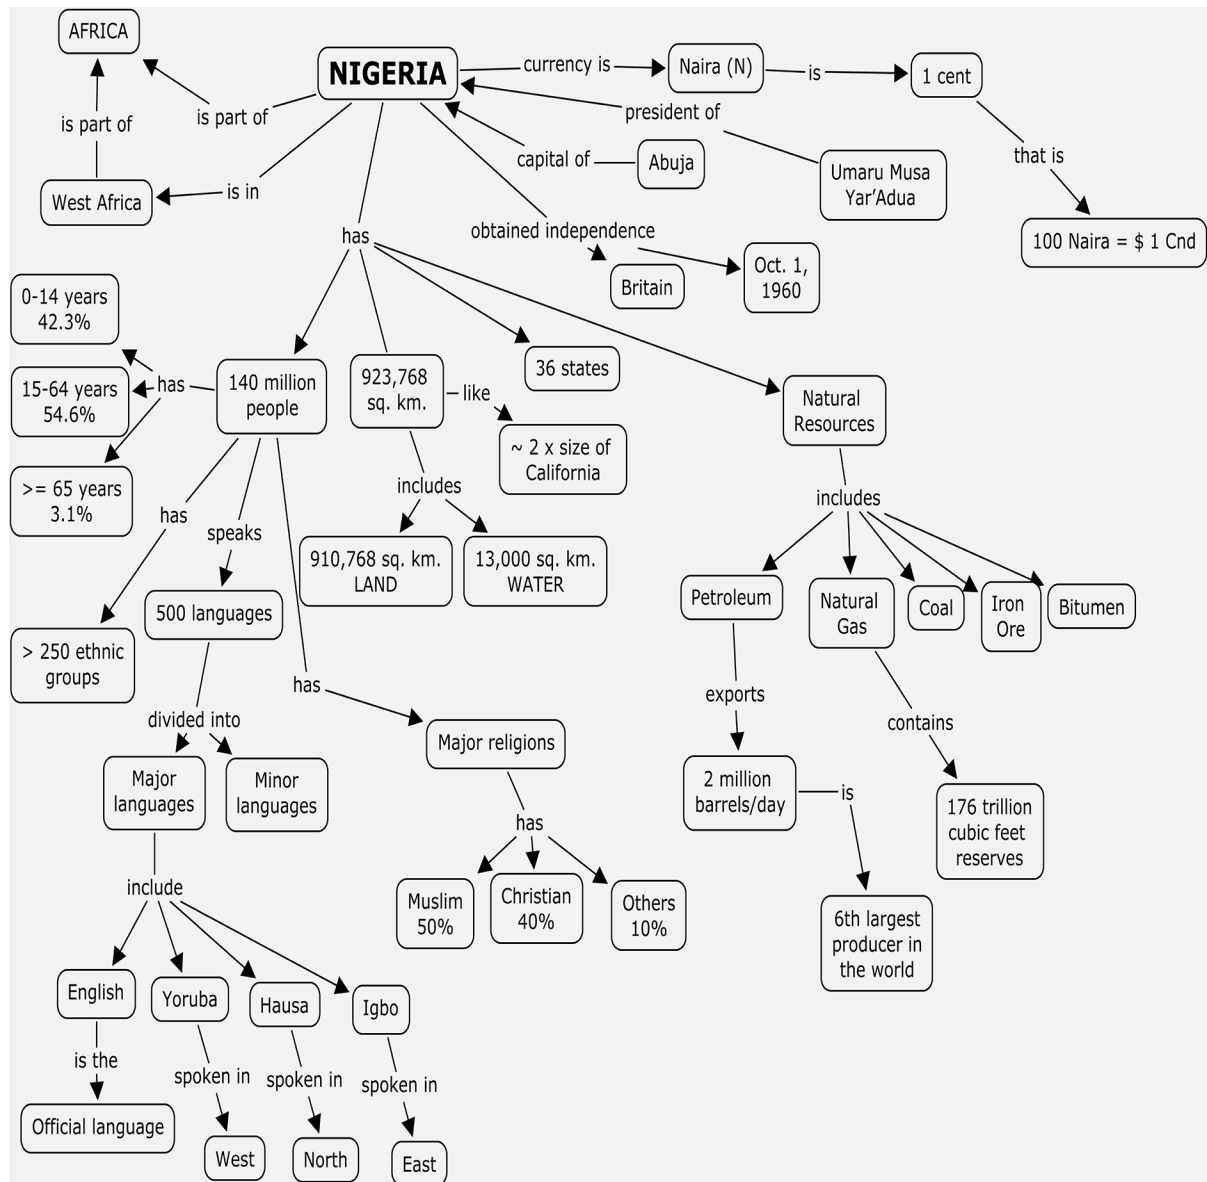 AFRICA
NIGERIA
currency is
Naira (N)
is
1 cent
is part of
is part of
president of
that is
capital of
Abuja
Umaru Musa
Yar’Adua
West Africa
is in
has
obtained independence
100 Naira = $ 1 Cnd
Britain
Oct. 1,
1960
0-14 years
42.3%
15-64 years
54.6%
>= 65 years
3.1%
has
140 million
people
923,768
sq. km.
like
36 states
~ 2 x size of
California
Natural
Resources
has
speaks
includes
includes
910,768 sq. km.
LAND
13,000 sq. km.
WATER
Petroleum
Natural
Gas
Coal
Iron
Ore
Bitumen
> 250 ethnic
groups
500 languages
has
exports
contains
divided into
Major religions
Major
languages
Minor
languages
2 million
barrels/day
is
176 trillion
cubic feet
reserves
has
include
Muslim
50%
Christian
40%
Others
10%
6th largest
producer in
the world
English
Yoruba
Hausa
Igbo
is the
spoken in
spoken in
spoken in
Official language
West
North
East